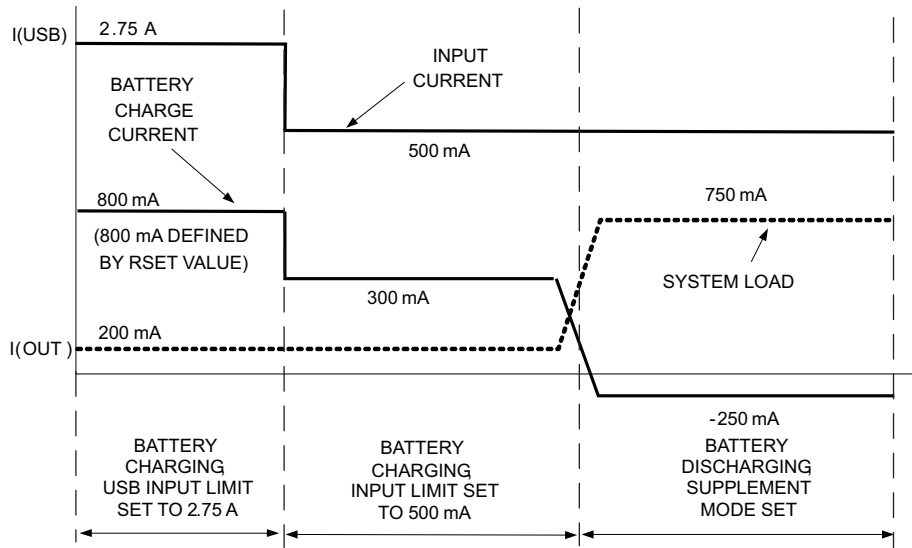 I(USB)
2.75 A
INPUT
CURRENT
BATTERY
CHARGE
CURRENT
500 mA
800 mA
(800 mA DEFINED
BY RSET VALUE)
750 mA
SYSTEM LOAD
300 mA
200 mA
I(OUT)
-250 mA
BATTERY
CHARGING,
USB INPUT LIMIT
SET TO 2.75 A
BATTERY
CHARGING,
INPUT LIMIT SET
TO 500 mA
BATTERY
DISCHARGING,
SUPPLEMENT
MODE SET